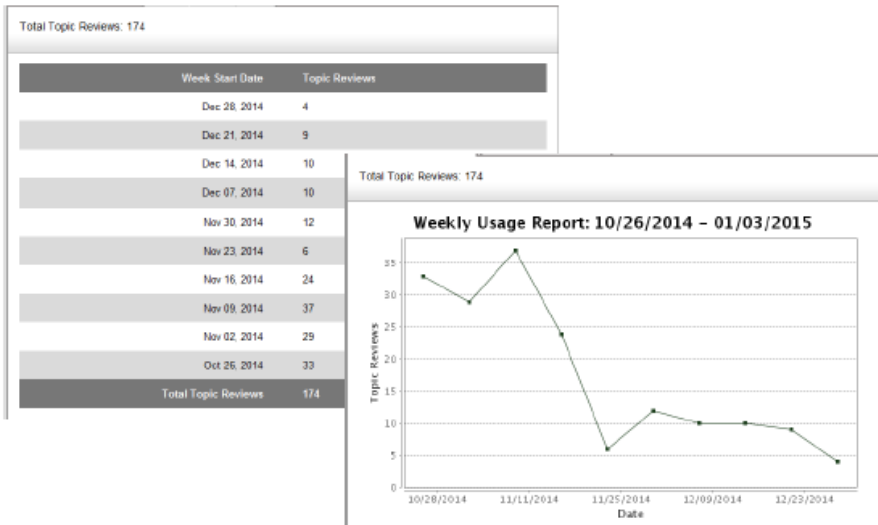 Total Topic Reviews: 174
Week Start Date Topic Reviews
Dec 28, 2014 4
Dec 21, 2014 9
Dec 14, 2014 10
Dec 07, 2014 10
Nov 30, 2014 12
Nov 23, 2014 6
Nov 16, 2014 24
Nov 09, 2014 37
Nov 02, 2014 29
Oct 26, 2014 33
Total Topic Reviews 174
Total Topic Reviews: 174
Weekly Usage Report: 10/26/2014 – 01/03/2015
Topic Reviews
35
30
25
20
15
10
5
0
10/28/2014 11/11/2014 11/25/2014 12/09/2014 12/23/2014
Date